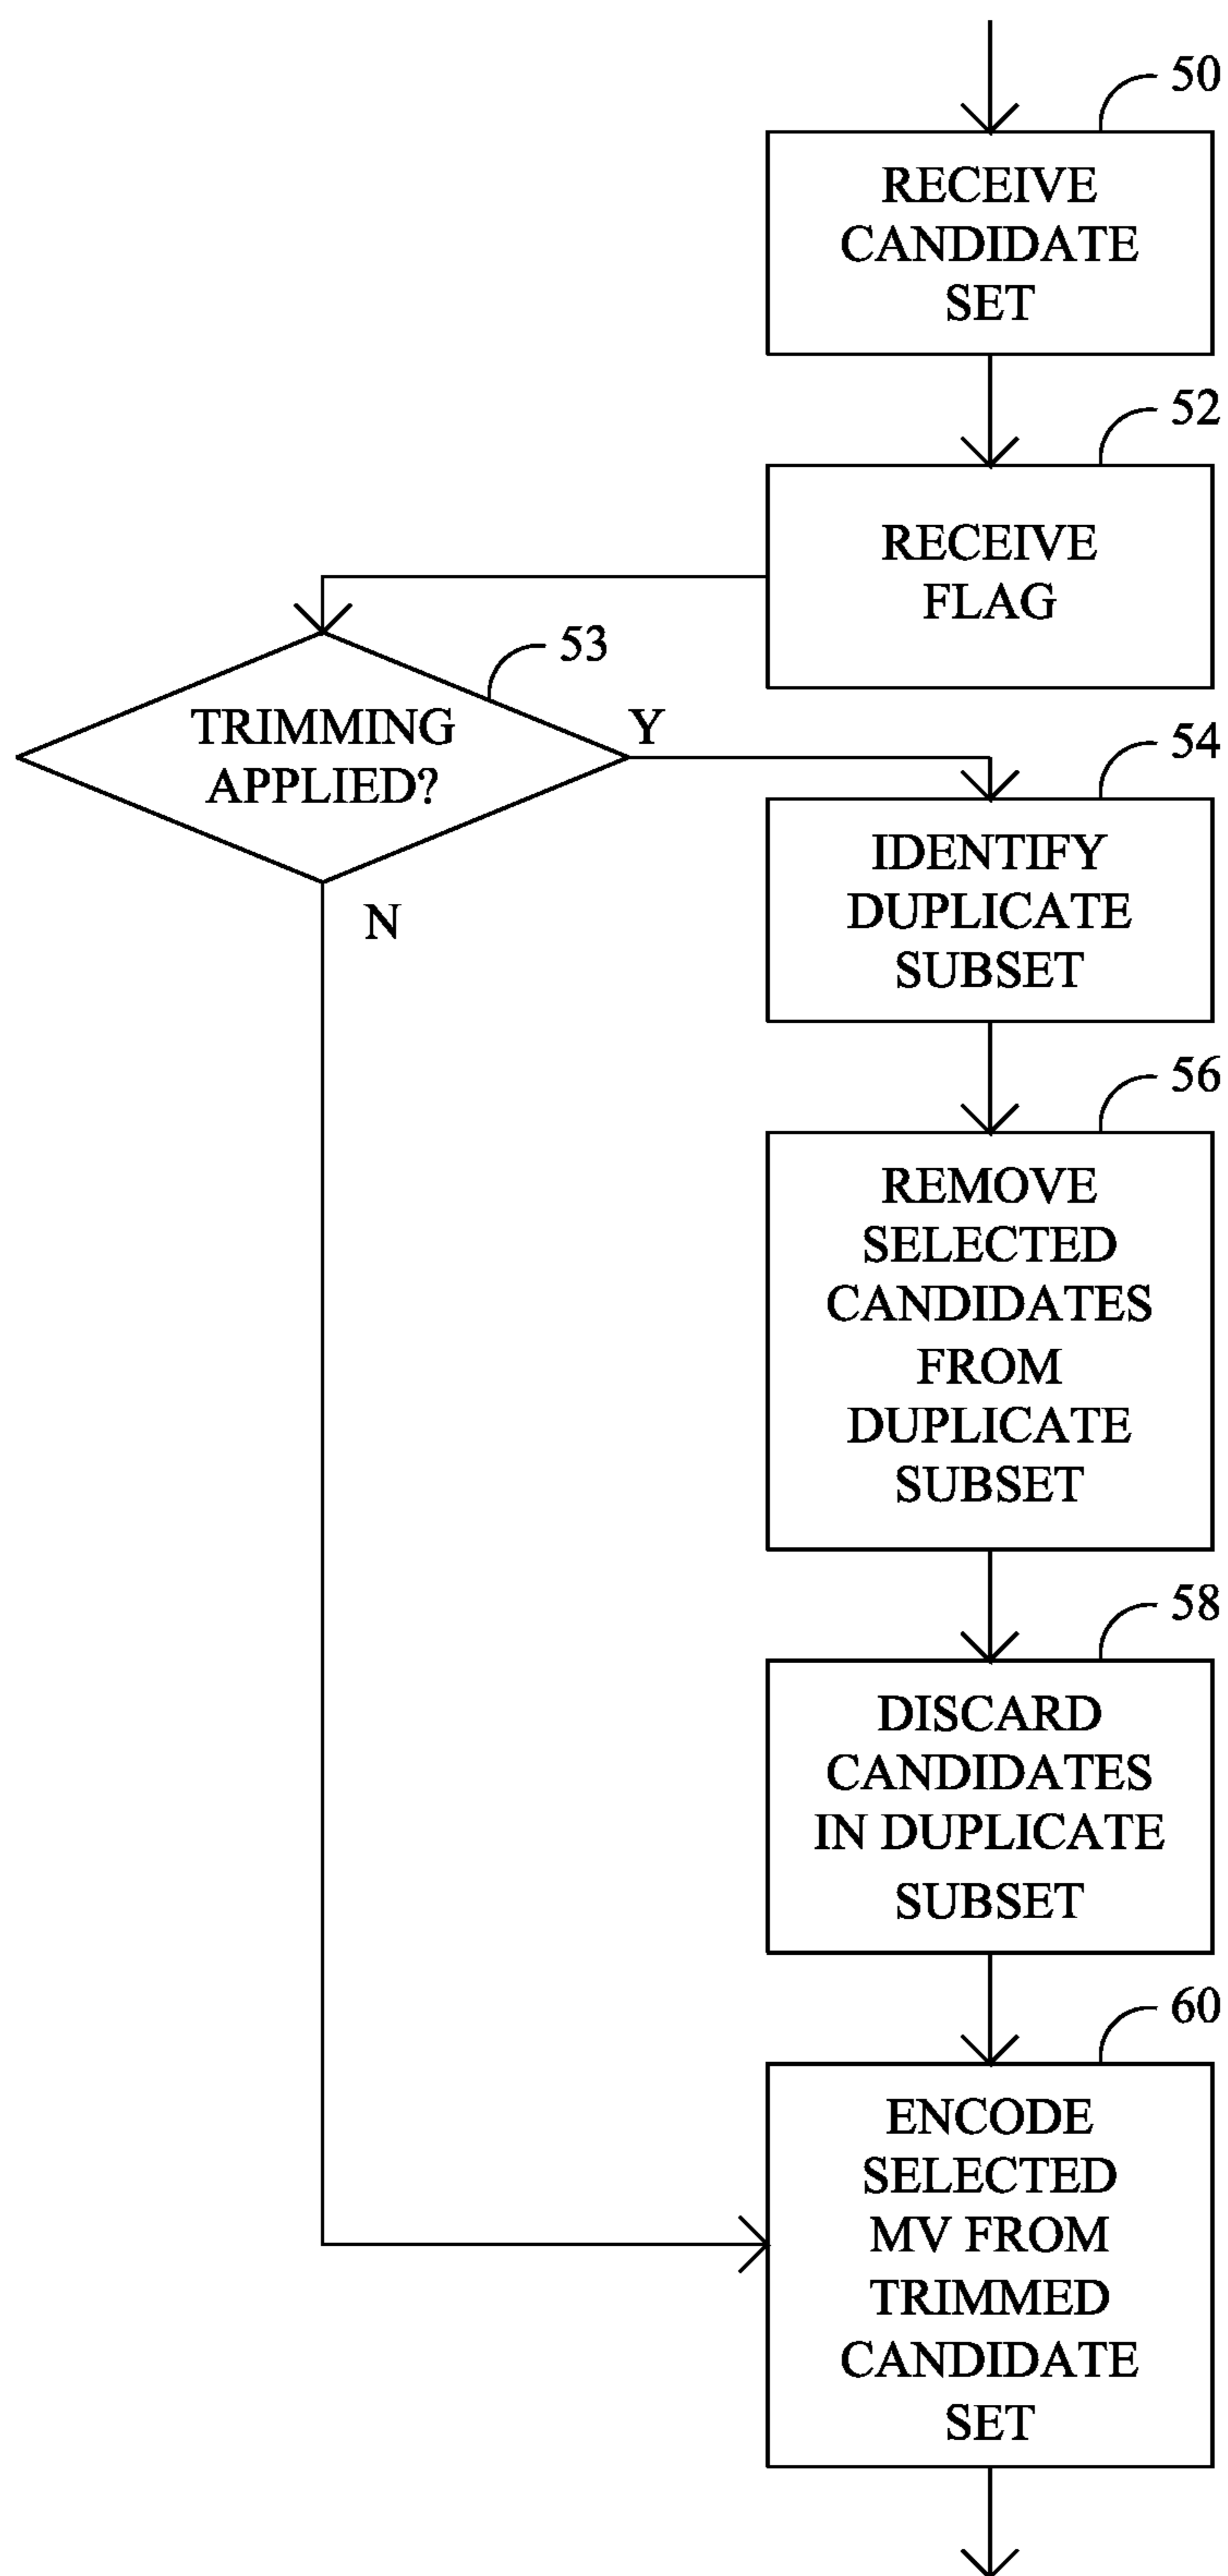 50
RECEIVE
CANDIDATE
SET
52
RECEIVE
FLAG
53
TRIMMING
APPLIED?
Y
N
54
IDENTIFY
DUPLICATE
SUBSET
56
REMOVE
SELECTED
CANDIDATES
FROM
DUPLICATE
SUBSET
58
DISCARD
CANDIDATES
IN DUPLICATE
SUBSET
60
ENCODE
SELECTED
MV FROM
TRIMMED
CANDIDATE
SET